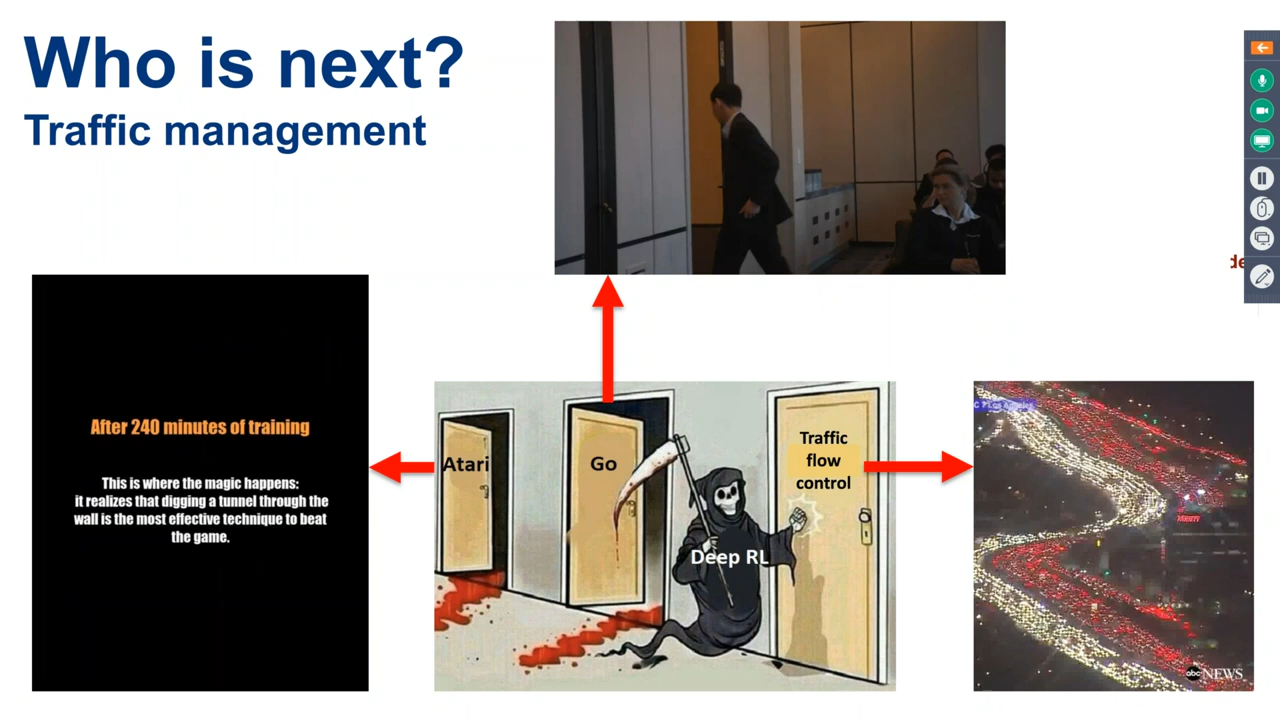 Who is next?
Traffic management
After 240 minutes of training
This is where the magic happens:
it realizes that digging a tunnel through the
wall is the most effective technique to beat
the game.
Atari
Go
Traffic
flow
control
Deep RL
abc NEWS